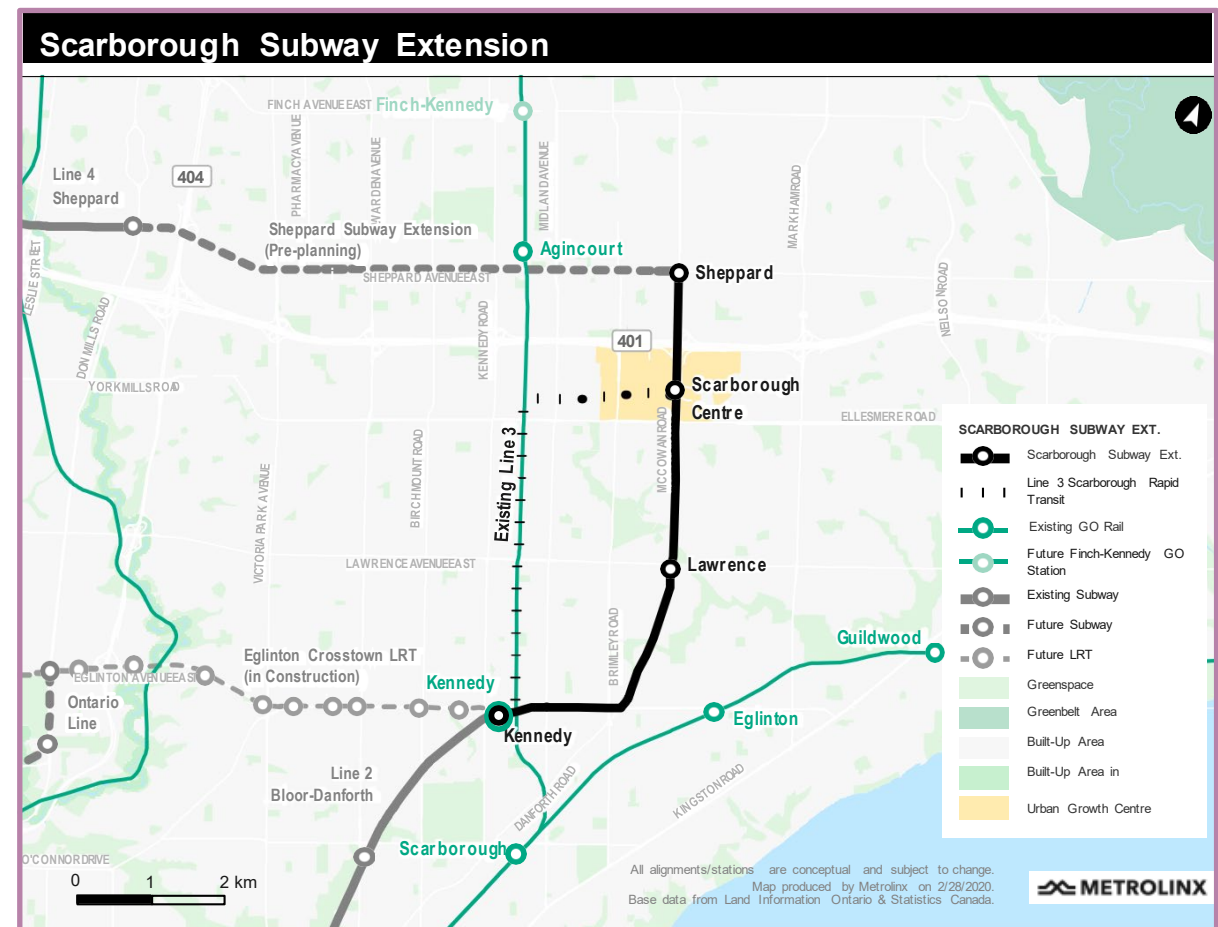 Scarborough Subway Extension
FINCH AVENUE EAST
Finch-Kennedy
PHARMACY AVENUE
WARDEN AVENUE
MIDLAND AVENUE
MARKHAM ROAD
Line 4
Sheppard
404
Sheppard Subway Extension
(Pre-planning)
Agincourt
SHEPPARD AVENUE EAST
Sheppard
LESLIE STREET
DON MILLS ROAD
KENNEDY ROAD
NEILSON ROAD
401
YORK MILLS ROAD
Scarborough
Centre
ELLESMERE ROAD
MCCOWAN ROAD
Existing Line 3
BIRCHMOUNT ROAD
VICTORIA PARK AVENUE
LAWRENCE AVENUE EAST
Lawrence
BRIMLEY ROAD
Guildwood
Eglinton Crosstown LRT
(in Construction)
Kennedy
EGLINTON AVENUE EAST
Ontario
Line
Eglinton
Kennedy
Line 2
Bloor-Danforth
DANFORTH ROAD
KINGSTON ROAD
Scarborough
O'CONNOR DRIVE
0 1 2 km
SCARBOROUGH SUBWAY EXT.
Scarborough Subway Ext.
Line 3 Scarborough Rapid
Transit
Existing GO Rail
Future Finch-Kennedy GO
Station
Existing Subway
Future Subway
Future LRT
Greenspace
Greenbelt Area
Built-Up Area
Built-Up Area in
Urban Growth Centre
All alignments/stations are conceptual and subject to change.
Map produced by Metrolinx on 2/28/2020.
Base data from Land Information Ontario & Statistics Canada.
METROLINX